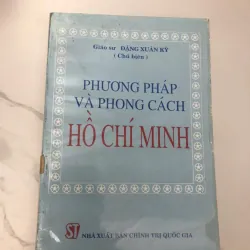 Giáo sư ĐẶNG XUÂN KỲ
(Chủ biên)
PHƯƠNG PHÁP
VÀ PHONG CÁCH
HỒ CHÍ MINH
ST NHÀ XUẤT BẢN CHÍNH TRỊ QUỐC GIA